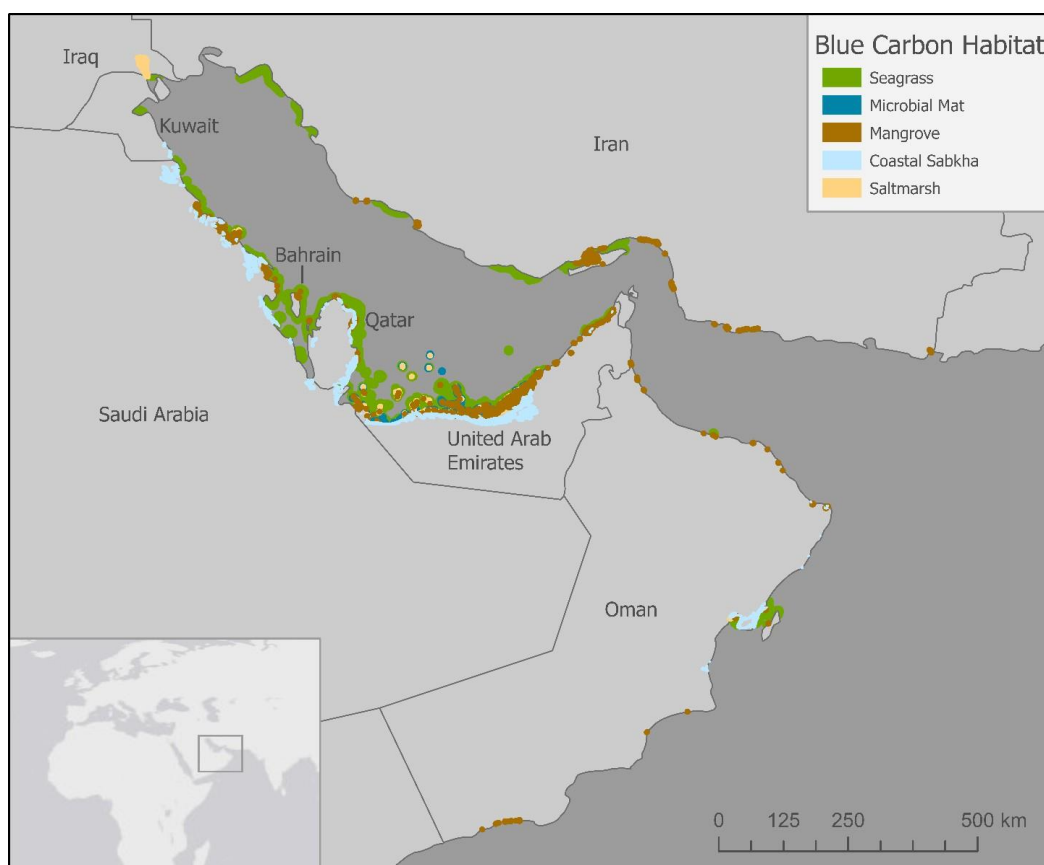 Blue Carbon Habitat
Seagrass
Microbial Mat
Mangrove
Coastal Sabkha
Saltmarsh
Iraq
Kuwait
Iran
Bahrain
Qatar
Saudi Arabia
United Arab
Emirates
Oman
0 125 250 500 km